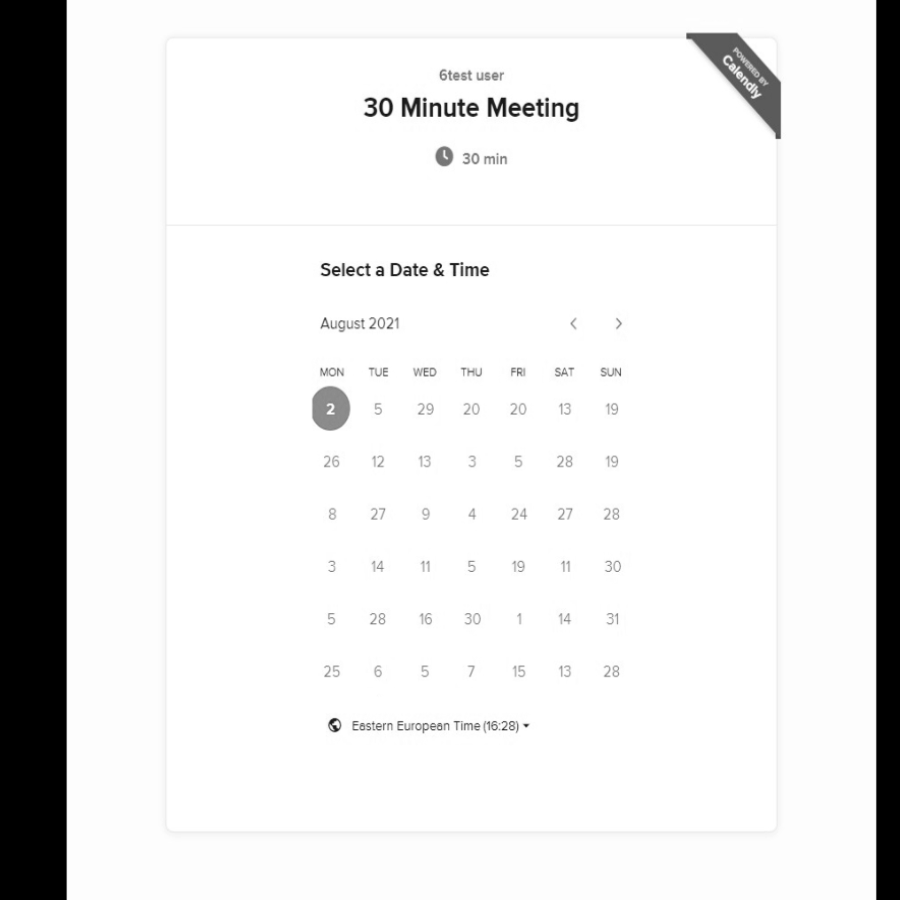 POWERED BY
Calendly
6test user
30 Minute Meeting
30 min
Select a Date & Time
August 2021
MON TUE WED THU FRI SAT SUN
2 5 29 20 20 13 19
26 12 13 3 5 28 19
8 27 9 4 24 27 28
3 14 11 5 19 11 30
5 28 16 30 1 14 31
25 6 5 7 15 13 28
Eastern European Time (16:28)